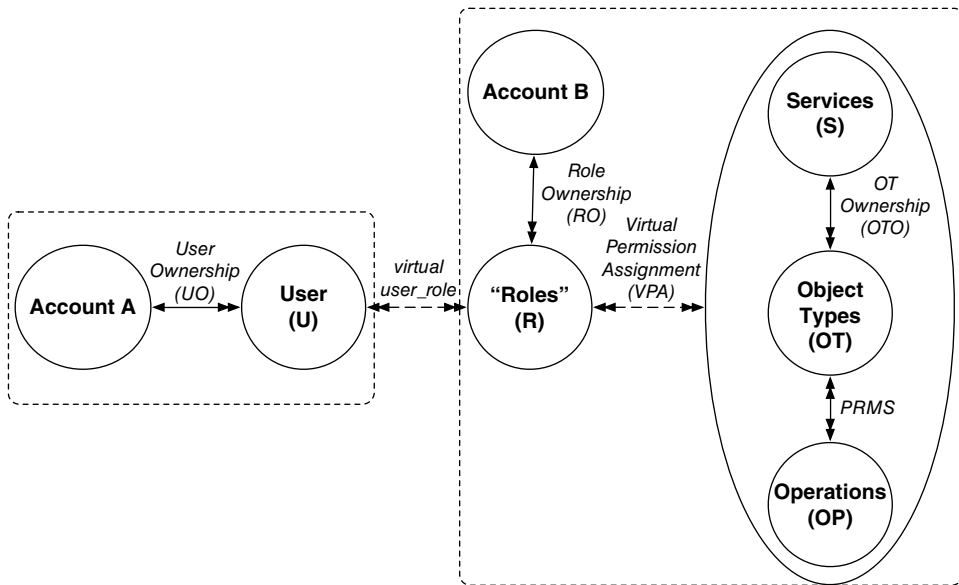 Account A
User
Ownership
(UO)
User
(U)
virtual
user_role
Account B
Role
Ownership
(RO)
“Roles”
(R)
Virtual
Permission
Assignment
(VPA)
Services
(S)
OT
Ownership
(OTO)
Object
Types
(OT)
PRMS
Operations
(OP)